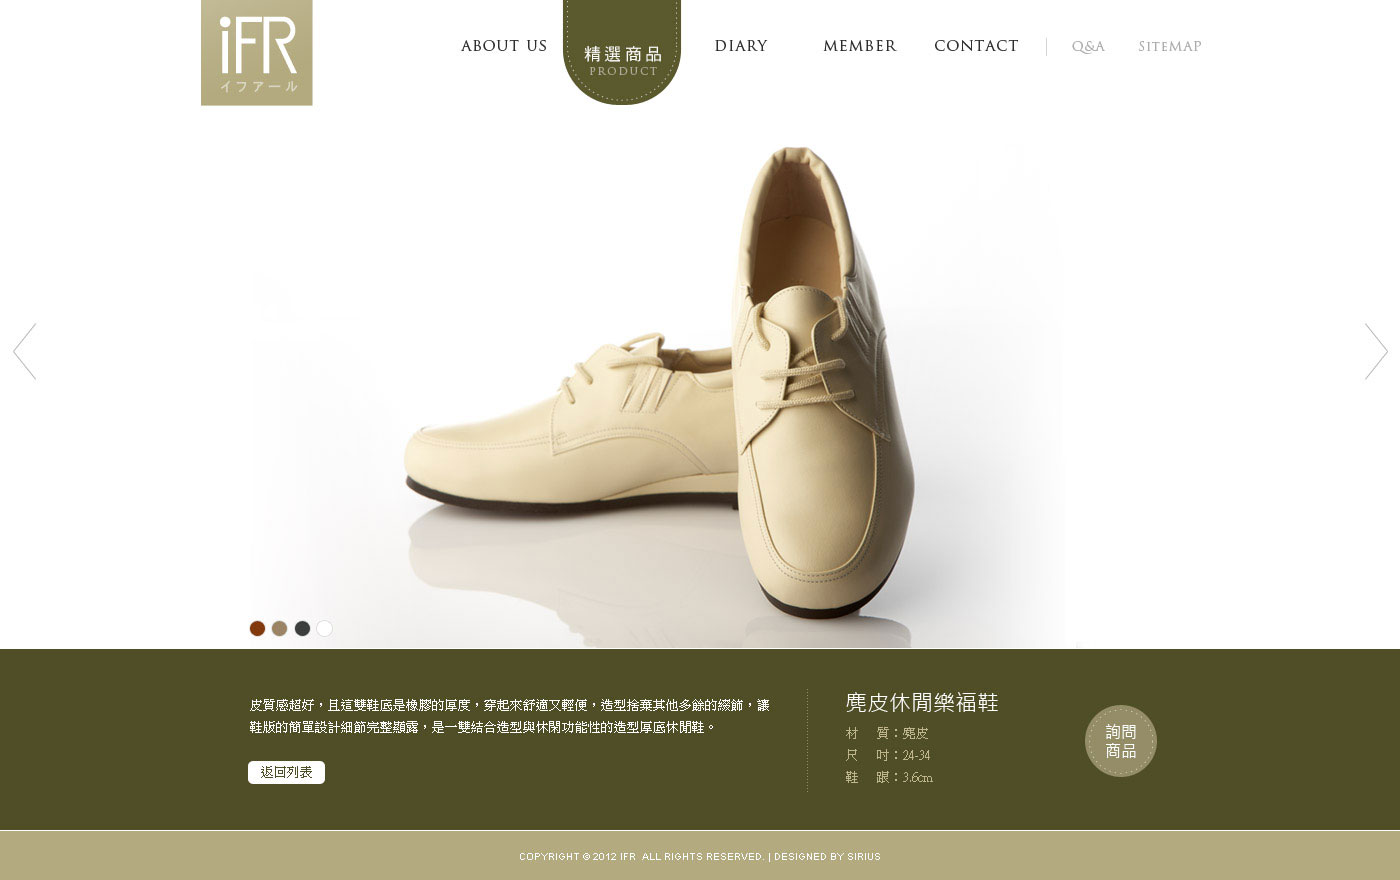 iFR
イファール
ABOUT US
精選商品
PRODUCT
DIARY
MEMBER
CONTACT
Q&A
SITEMAP
皮質感超好，且這雙鞋底是橡膠的厚度，穿起來舒適又輕便，造型捨棄其他多餘的綴飾，讓
鞋版的簡單設計細節完整顯露，是一雙結合造型與休閑功能性的造型厚底休閒鞋。
返回列表
麂皮休閒樂福鞋
材 質：麂皮
尺 吋：24-34
鞋 跟：3.6cm
詢問
商品
COPYRIGHT © 2012 IFR ALL RIGHTS RESERVED. | DESIGNED BY SIRIUS